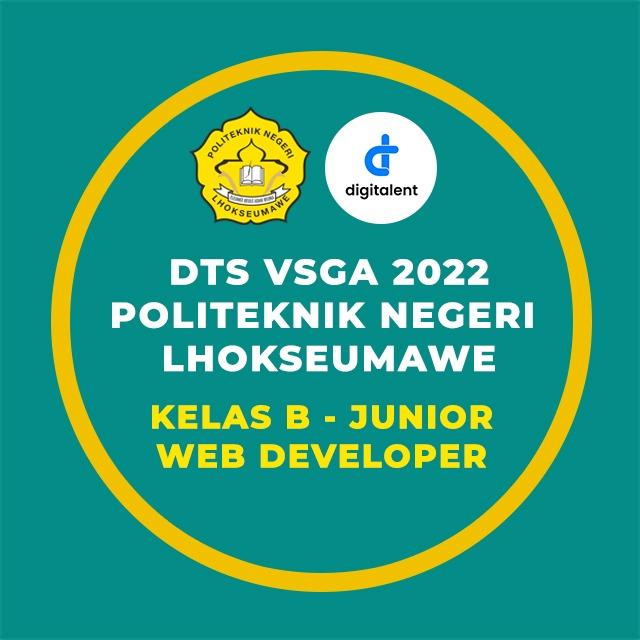 POLITEKNIK NEGERI
LHOKSEUMAWE
digitalent
DTS VSGA 2022
POLITEKNIK NEGERI
LHOKSEUMAWE
KELAS B - JUNIOR
WEB DEVELOPER